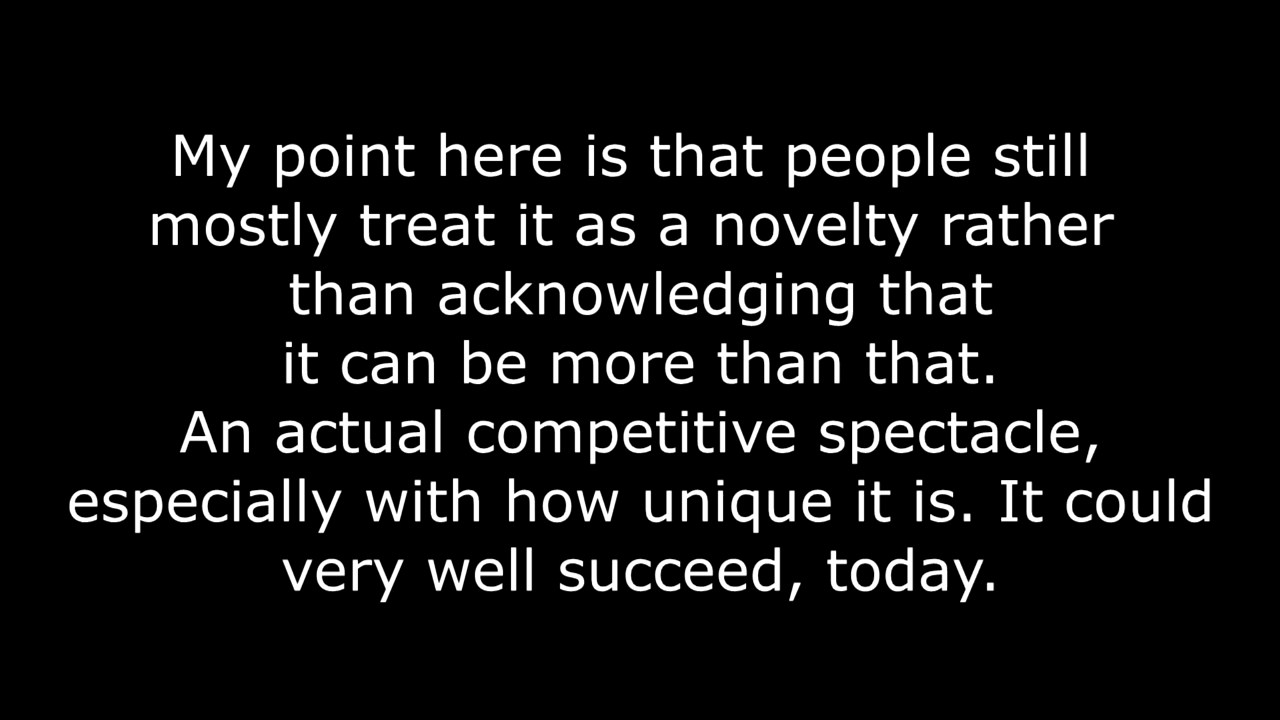 My point here is that people still
mostly treat it as a novelty rather
than acknowledging that
it can be more than that.
An actual competitive spectacle,
especially with how unique it is. It could
very well succeed, today.